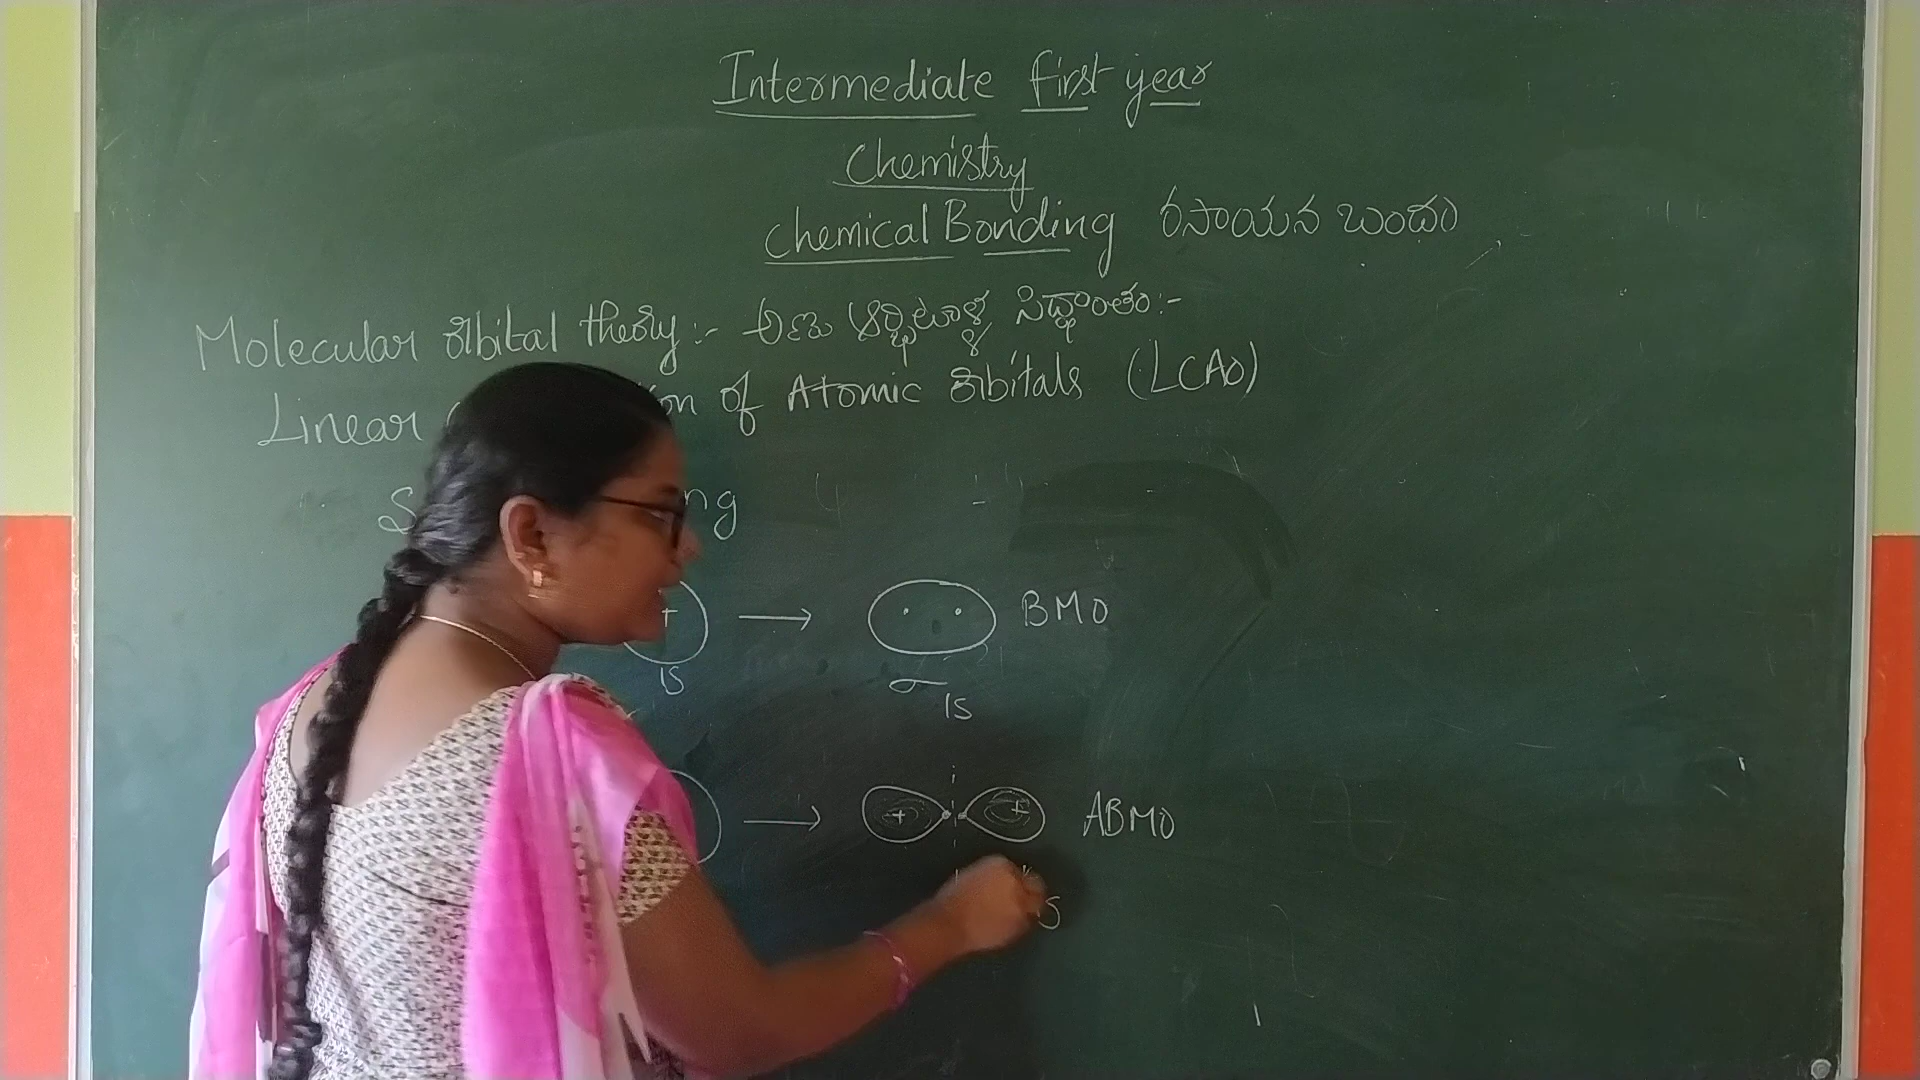 Intermediate first year
Chemistry
chemical Bonding రసాయన బంధం
Molecular orbital theory:- అణు ఆర్బిటాళ్ళ సిద్ధాంతం:-
Linear of Atomic orbitals (LCAO)
+ → BMO
1S σ 1S
→ + + ABMO
S